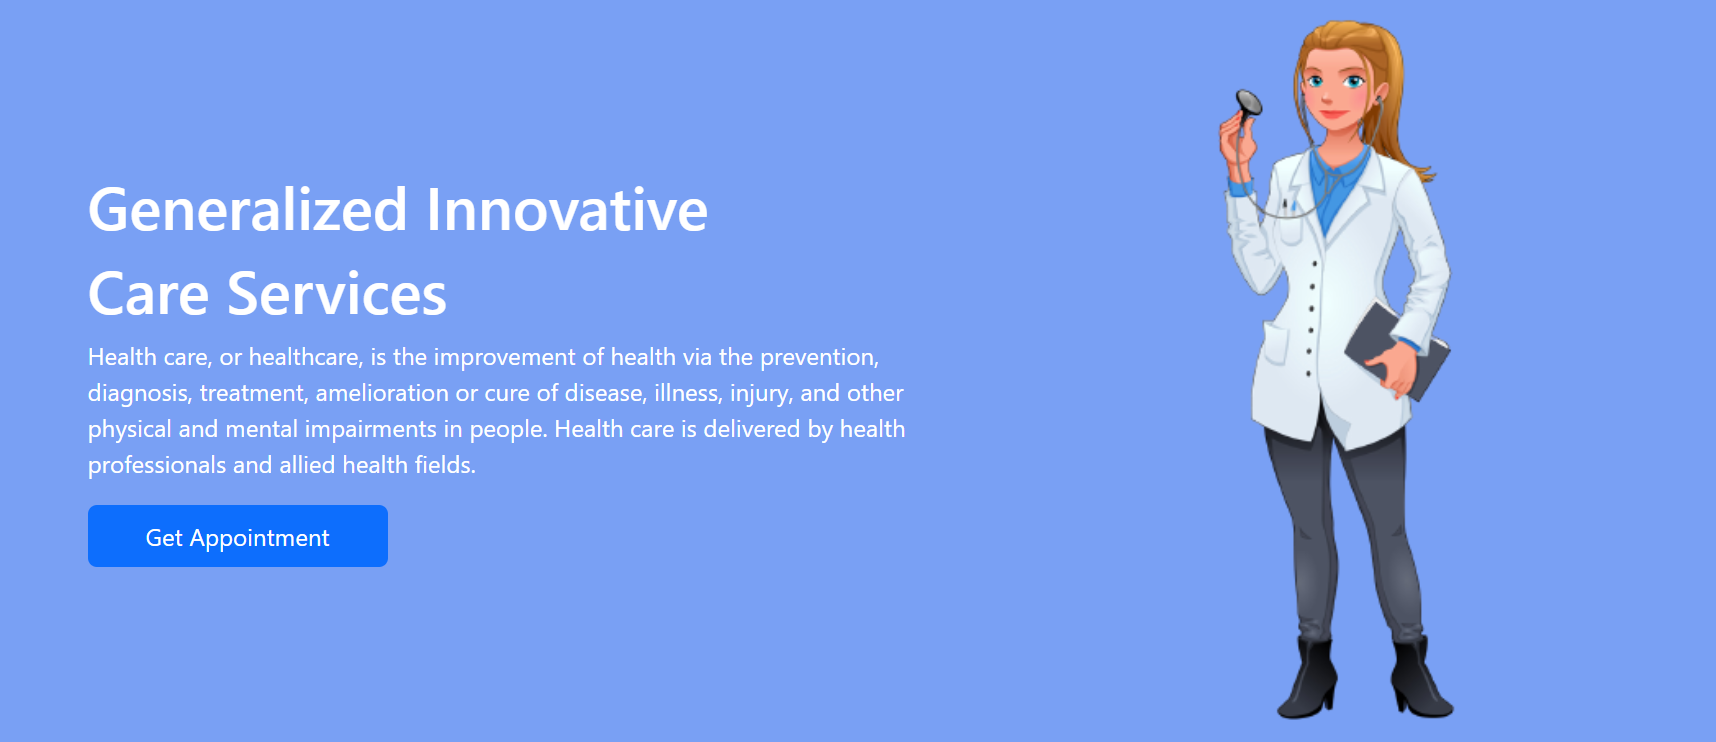 Generalized Innovative
Care Services
Health care, or healthcare, is the improvement of health via the prevention,
diagnosis, treatment, amelioration or cure of disease, illness, injury, and other
physical and mental impairments in people. Health care is delivered by health
professionals and allied health fields.
Get Appointment